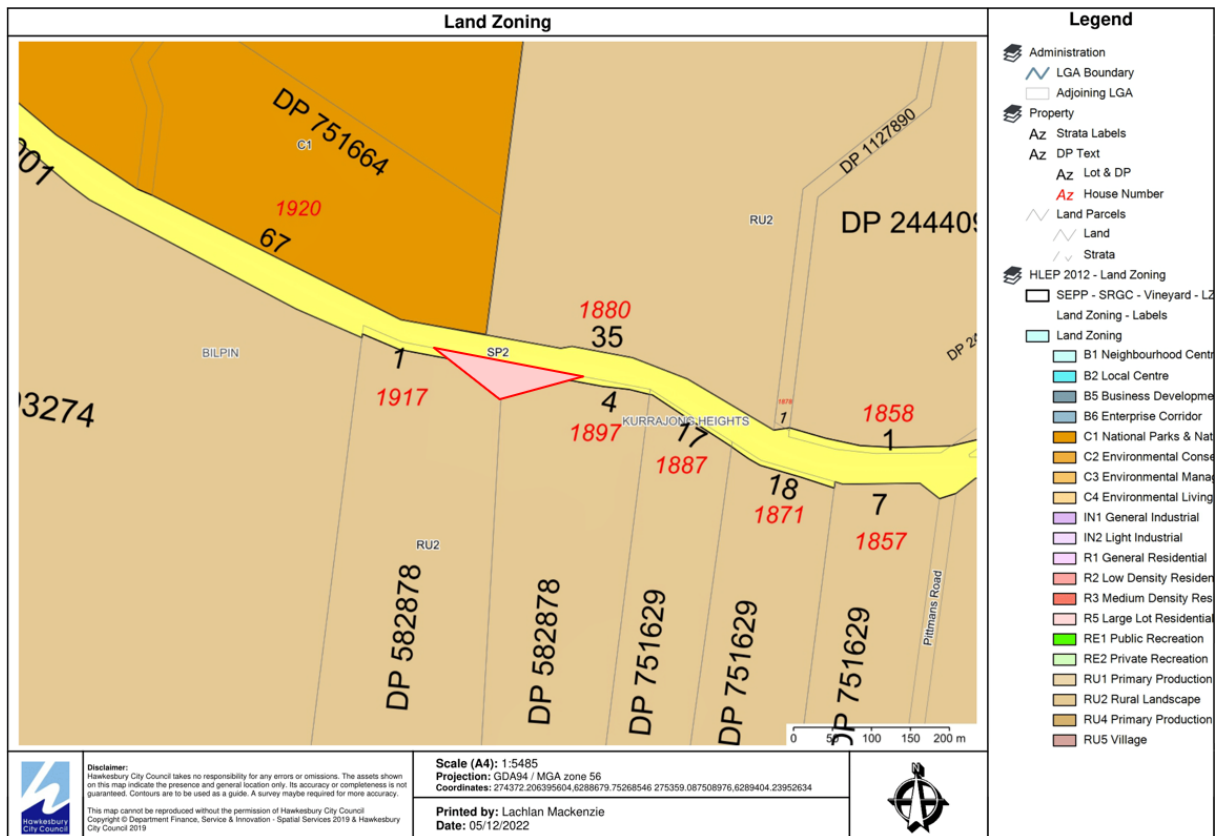 Land Zoning
DP 751664
C1
1920
67
DP 1127890
RU2
DP 244409
1880
35
SP2
BILPIN
1
1917
4
1897
KURRAJONG HEIGHTS
17
1887
1
1858
1
18
1871
7
1857
93274
RU2
DP 582878
DP 582878
DP 751629
DP 751629
DP 751629
Pittmans Road
0 50 100 200 m
Legend
Administration
LGA Boundary
Adjoining LGA
Property
Az Strata Labels
Az DP Text
Az Lot & DP
Az House Number
Land Parcels
Land
Strata
HLEP 2012 - Land Zoning
SEPP - SRGC - Vineyard - LZ
Land Zoning - Labels
Land Zoning
B1 Neighbourhood Centr
B2 Local Centre
B5 Business Developme
B6 Enterprise Corridor
C1 National Parks & Nat
C2 Environmental Conse
C3 Environmental Manag
C4 Environmental Living
IN1 General Industrial
IN2 Light Industrial
R1 General Residential
R2 Low Density Residen
R3 Medium Density Res
R5 Large Lot Residential
RE1 Public Recreation
RE2 Private Recreation
RU1 Primary Production
RU2 Rural Landscape
RU4 Primary Production
RU5 Village
Hawkesbury
City Council
Disclaimer:
Hawkesbury City Council takes no responsibility for any errors or omissions. The assets shown
on this map indicate the presence and general location only. Its accuracy or completeness is not
guaranteed. Contours are to be used as a guide. A survey maybe required for more accuracy.
This map cannot be reproduced without the permission of Hawkesbury City Council
Copyright © Department Finance, Service & Innovation - Spatial Services 2019 & Hawkesbury
City Council 2019
Scale (A4): 1:5485
Projection: GDA94 / MGA zone 56
Coordinates: 274372.206395604,6288679.75268546 275359.087508976,6289404.23952634
Printed by: Lachlan Mackenzie
Date: 05/12/2022